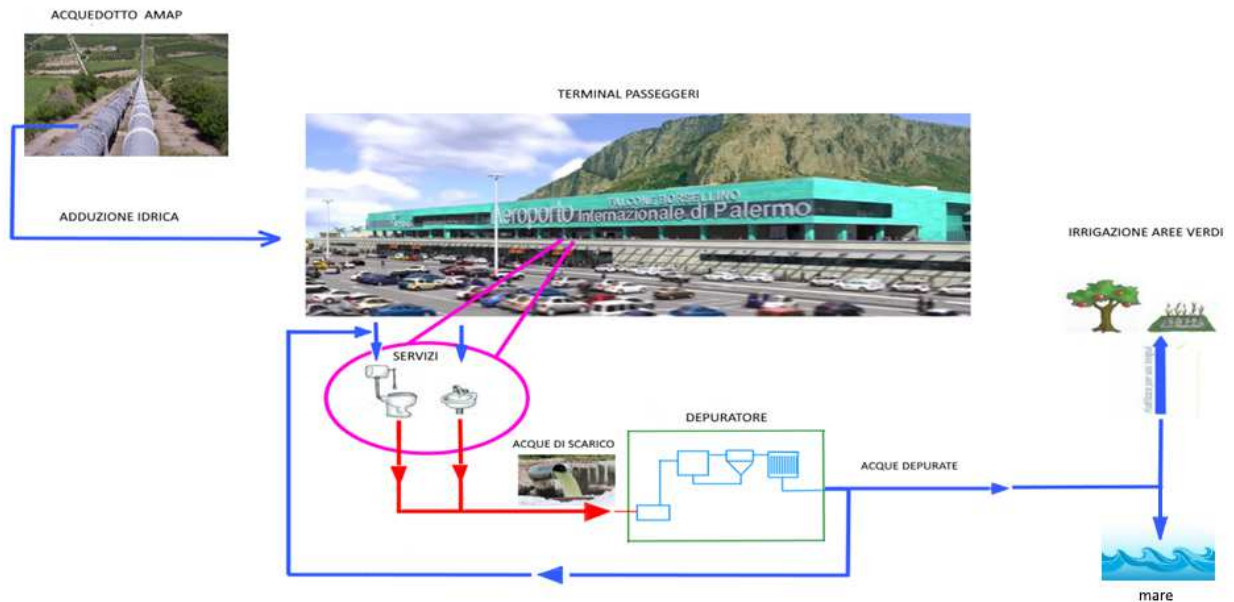 ACQUEDOTTO AMAP
TERMINAL PASSEGGERI
FALCONE BORSELLINO
Aeroporto Internazionale di Palermo
ADDUZIONE IDRICA
IRRIGAZIONE AREE VERDI
SERVIZI
DEPURATORE
ACQUE DI SCARICO
ACQUE DEPURATE
mare